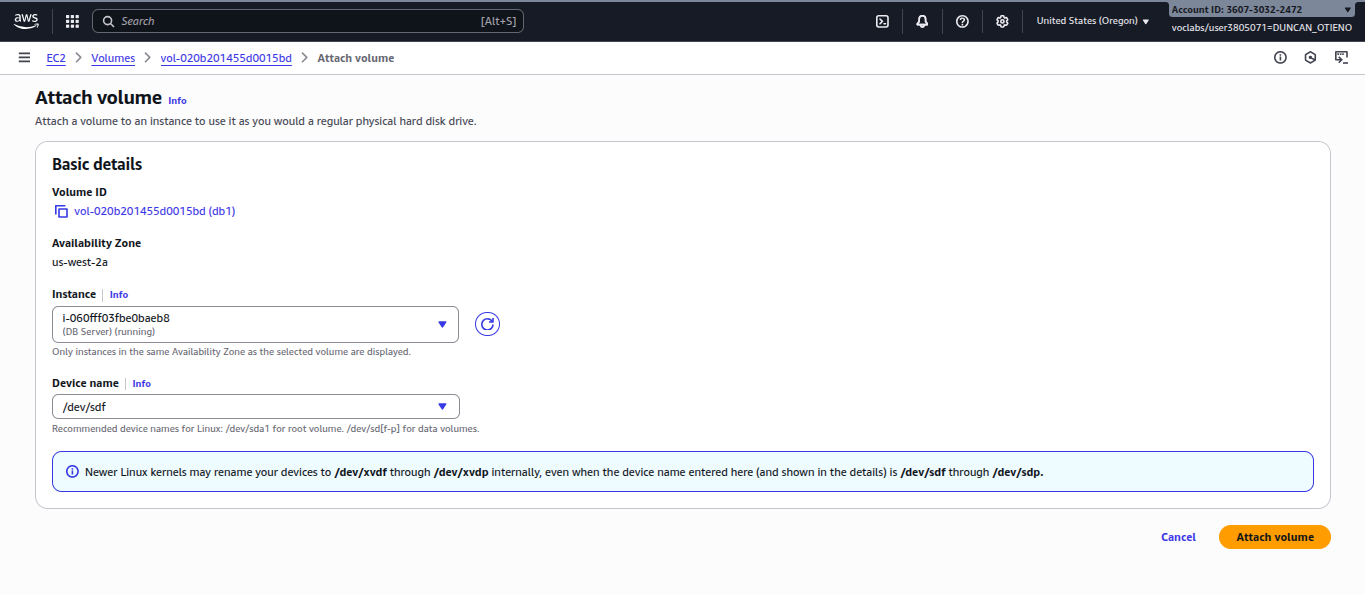 aws
Search [Alt+S]
United States (Oregon)
Account ID: 3607-3032-2472
voclabs/user3805071=DUNCAN_OTIENO
EC2 Volumes vol-020b201455d0015bd Attach volume
Attach volume Info
Attach a volume to an instance to use it as you would a regular physical hard disk drive.
Basic details
Volume ID
vol-020b201455d0015bd (db1)
Availability Zone
us-west-2a
Instance Info
i-060fff03fbe0baeb8
(DB Server) (running)
Only instances in the same Availability Zone as the selected volume are displayed.
Device name Info
/dev/sdf
Recommended device names for Linux: /dev/sda1 for root volume. /dev/sd[f-p] for data volumes.
Newer Linux kernels may rename your devices to /dev/xvdf through /dev/xvdp internally, even when the device name entered here (and shown in the details) is /dev/sdf through /dev/sdp.
Cancel Attach volume